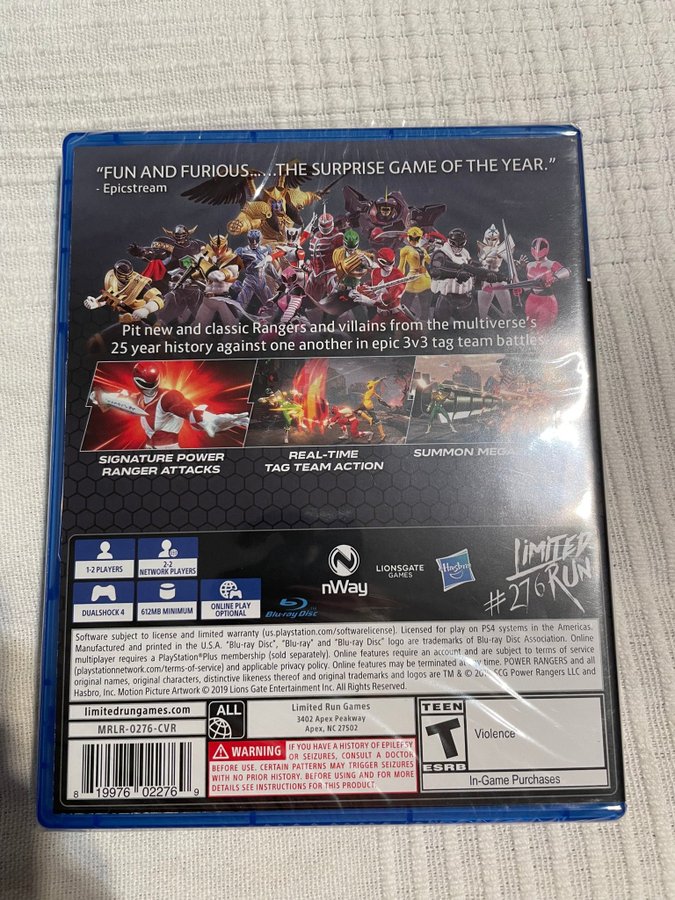 “FUN AND FURIOUS......THE SURPRISE GAME OF THE YEAR.”
- Epicstream
Pit new and classic Rangers and villains from the multiverse's
25 year history against one another in epic 3v3 tag team battles
SIGNATURE POWER
RANGER ATTACKS
REAL-TIME
TAG TEAM ACTION
SUMMON MEGA
1-2 PLAYERS
2-2
NETWORK PLAYERS
DUALSHOCK 4
612MB MINIMUM
ONLINE PLAY
OPTIONAL
nWay
LIONSGATE
GAMES
Hasbro
Blu-ray Disc
LIMITED
RUN
#276
Software subject to license and limited warranty (us.playstation.com/softwarelicense). Licensed for play on PS4 systems in the Americas.
Manufactured and printed in the U.S.A. “Blu-ray Disc”, “Blu-ray” and “Blu-ray Disc” logo are trademarks of Blu-ray Disc Association. Online
multiplayer requires a PlayStation®Plus membership (sold separately). Online features require an account and are subject to terms of service
(playstationnetwork.com/terms-of-service) and applicable privacy policy. Online features may be terminated at any time. POWER RANGERS and all
original names, original characters, distinctive likeness thereof and original trademarks and logos are TM & © SCG Power Rangers LLC and
Hasbro, Inc. Motion Picture Artwork © 2019 Lions Gate Entertainment Inc. All Rights Reserved.
limitedrungames.com
MRLR-0276-CVR
8 19976 02276 9
ALL
Limited Run Games
3402 Apex Peakway
Apex, NC 27502
WARNING IF YOU HAVE A HISTORY OF EPILEPSY
OR SEIZURES, CONSULT A DOCTOR
BEFORE USE. CERTAIN PATTERNS MAY TRIGGER SEIZURES
WITH NO PRIOR HISTORY. BEFORE USING AND FOR MORE
DETAILS SEE INSTRUCTIONS FOR THIS PRODUCT.
TEEN
T
ESRB
Violence
In-Game Purchases